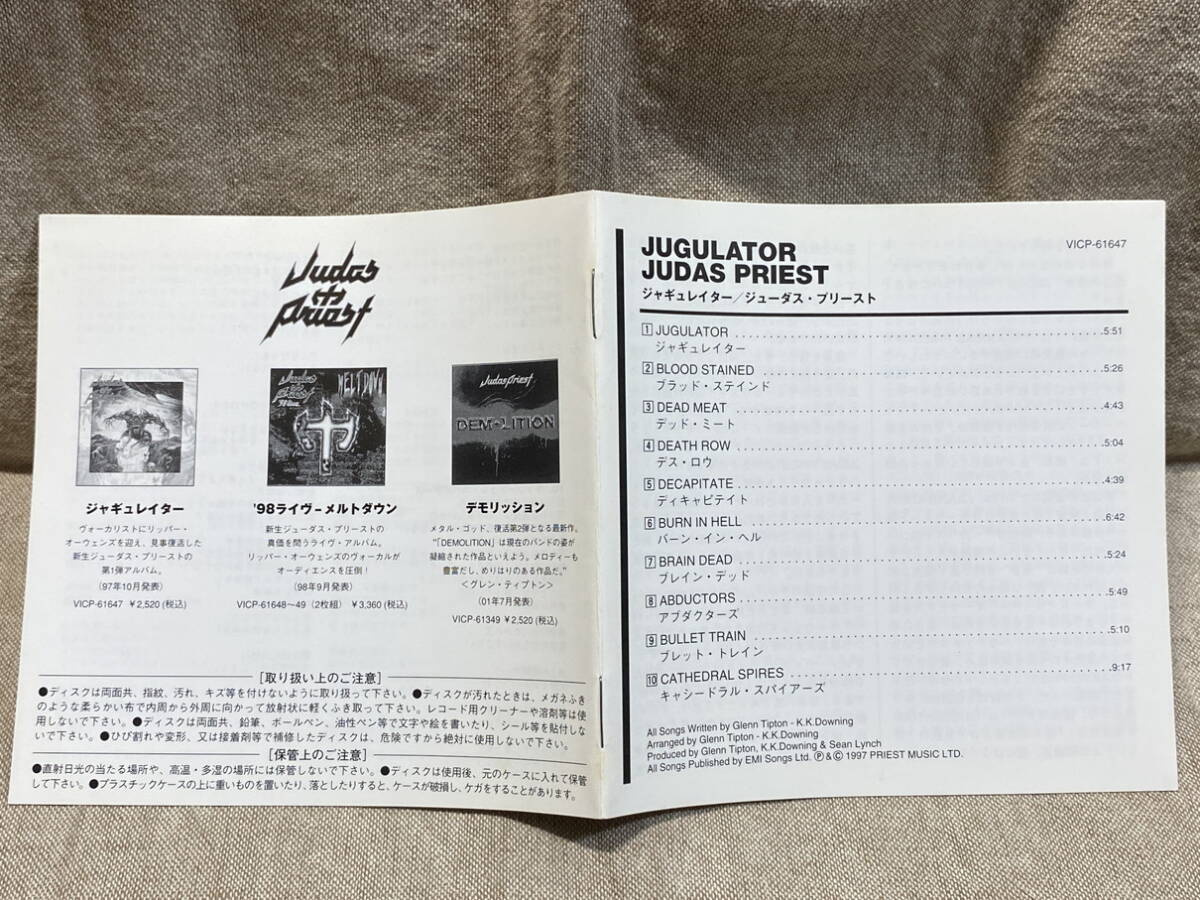 Judas Priest
Judas Priest
Judas Priest
MELTDOWN
Judas Priest
DEMOLITION
ジャギュレイター
ヴォーカリストにリッパー・
オーウェンズを迎え、見事復活した
新生ジューダス・プリーストの
第1弾アルバム。
(97年10月発表)
VICP-61647 ¥2,520(税込)
'98ライヴ-メルトダウン
新生ジューダス・プリーストの
真価を問うライヴ・アルバム。
リッパー・オーウェンズのヴォーカルが
オーディエンスを圧倒！
(98年9月発表)
VICP-61648〜49（2枚組） ¥3,360(税込)
デモリッション
メタル・ゴッド、復活第2弾となる最新作。
"「DEMOLITION」は現在のバンドの姿が
凝縮された作品といえよう。メロディーも
豊富だし、めりはりのある作品だ。"
<グレン・ティプトン>
(01年7月発表)
VICP-61349 ¥2,520(税込)
[取り扱い上のご注意]
●ディスクは両面共、指紋、汚れ、キズ等を付けないように取り扱って下さい。●ディスクが汚れたときは、メガネふき
のような柔らかい布で内周から外周に向かって放射状に軽くふき取って下さい。レコード用クリーナーや溶剤等は使
用しないで下さい。●ディスクは両面共、鉛筆、ボールペン、油性ペン等で文字や絵を書いたり、シール等を貼付しな
いで下さい。●ひび割れや変形、又は接着剤等で補修したディスクは、危険ですから絶対に使用しないで下さい。
[保管上のご注意]
●直射日光の当たる場所や、高温・多湿の場所には保管しないで下さい。●ディスクは使用後、元のケースに入れて保管
して下さい。●プラスチックケースの上に重いものを置いたり、落としたりすると、ケースが破損し、ケガをすることがあります。
JUGULATOR
JUDAS PRIEST
VICP-61647
ジャギュレイター／ジューダス・プリースト
1 JUGULATOR 5:51
ジャギュレイター
2 BLOOD STAINED 5:26
ブラッド・ステインド
3 DEAD MEAT 4:43
デッド・ミート
4 DEATH ROW 5:04
デス・ロウ
5 DECAPITATE 4:39
ディキャピテイト
6 BURN IN HELL 6:42
バーン・イン・ヘル
7 BRAIN DEAD 5:24
ブレイン・デッド
8 ABDUCTORS 5:49
アブダクターズ
9 BULLET TRAIN 5:10
ブレット・トレイン
10 CATHEDRAL SPIRES 9:17
キャシードラル・スパイアーズ
All Songs Written by Glenn Tipton - K.K.Downing
Arranged by Glenn Tipton - K.K.Downing
Produced by Glenn Tipton, K.K.Downing & Sean Lynch
All Songs Published by EMI Songs Ltd. Ⓟ&Ⓒ 1997 PRIEST MUSIC LTD.